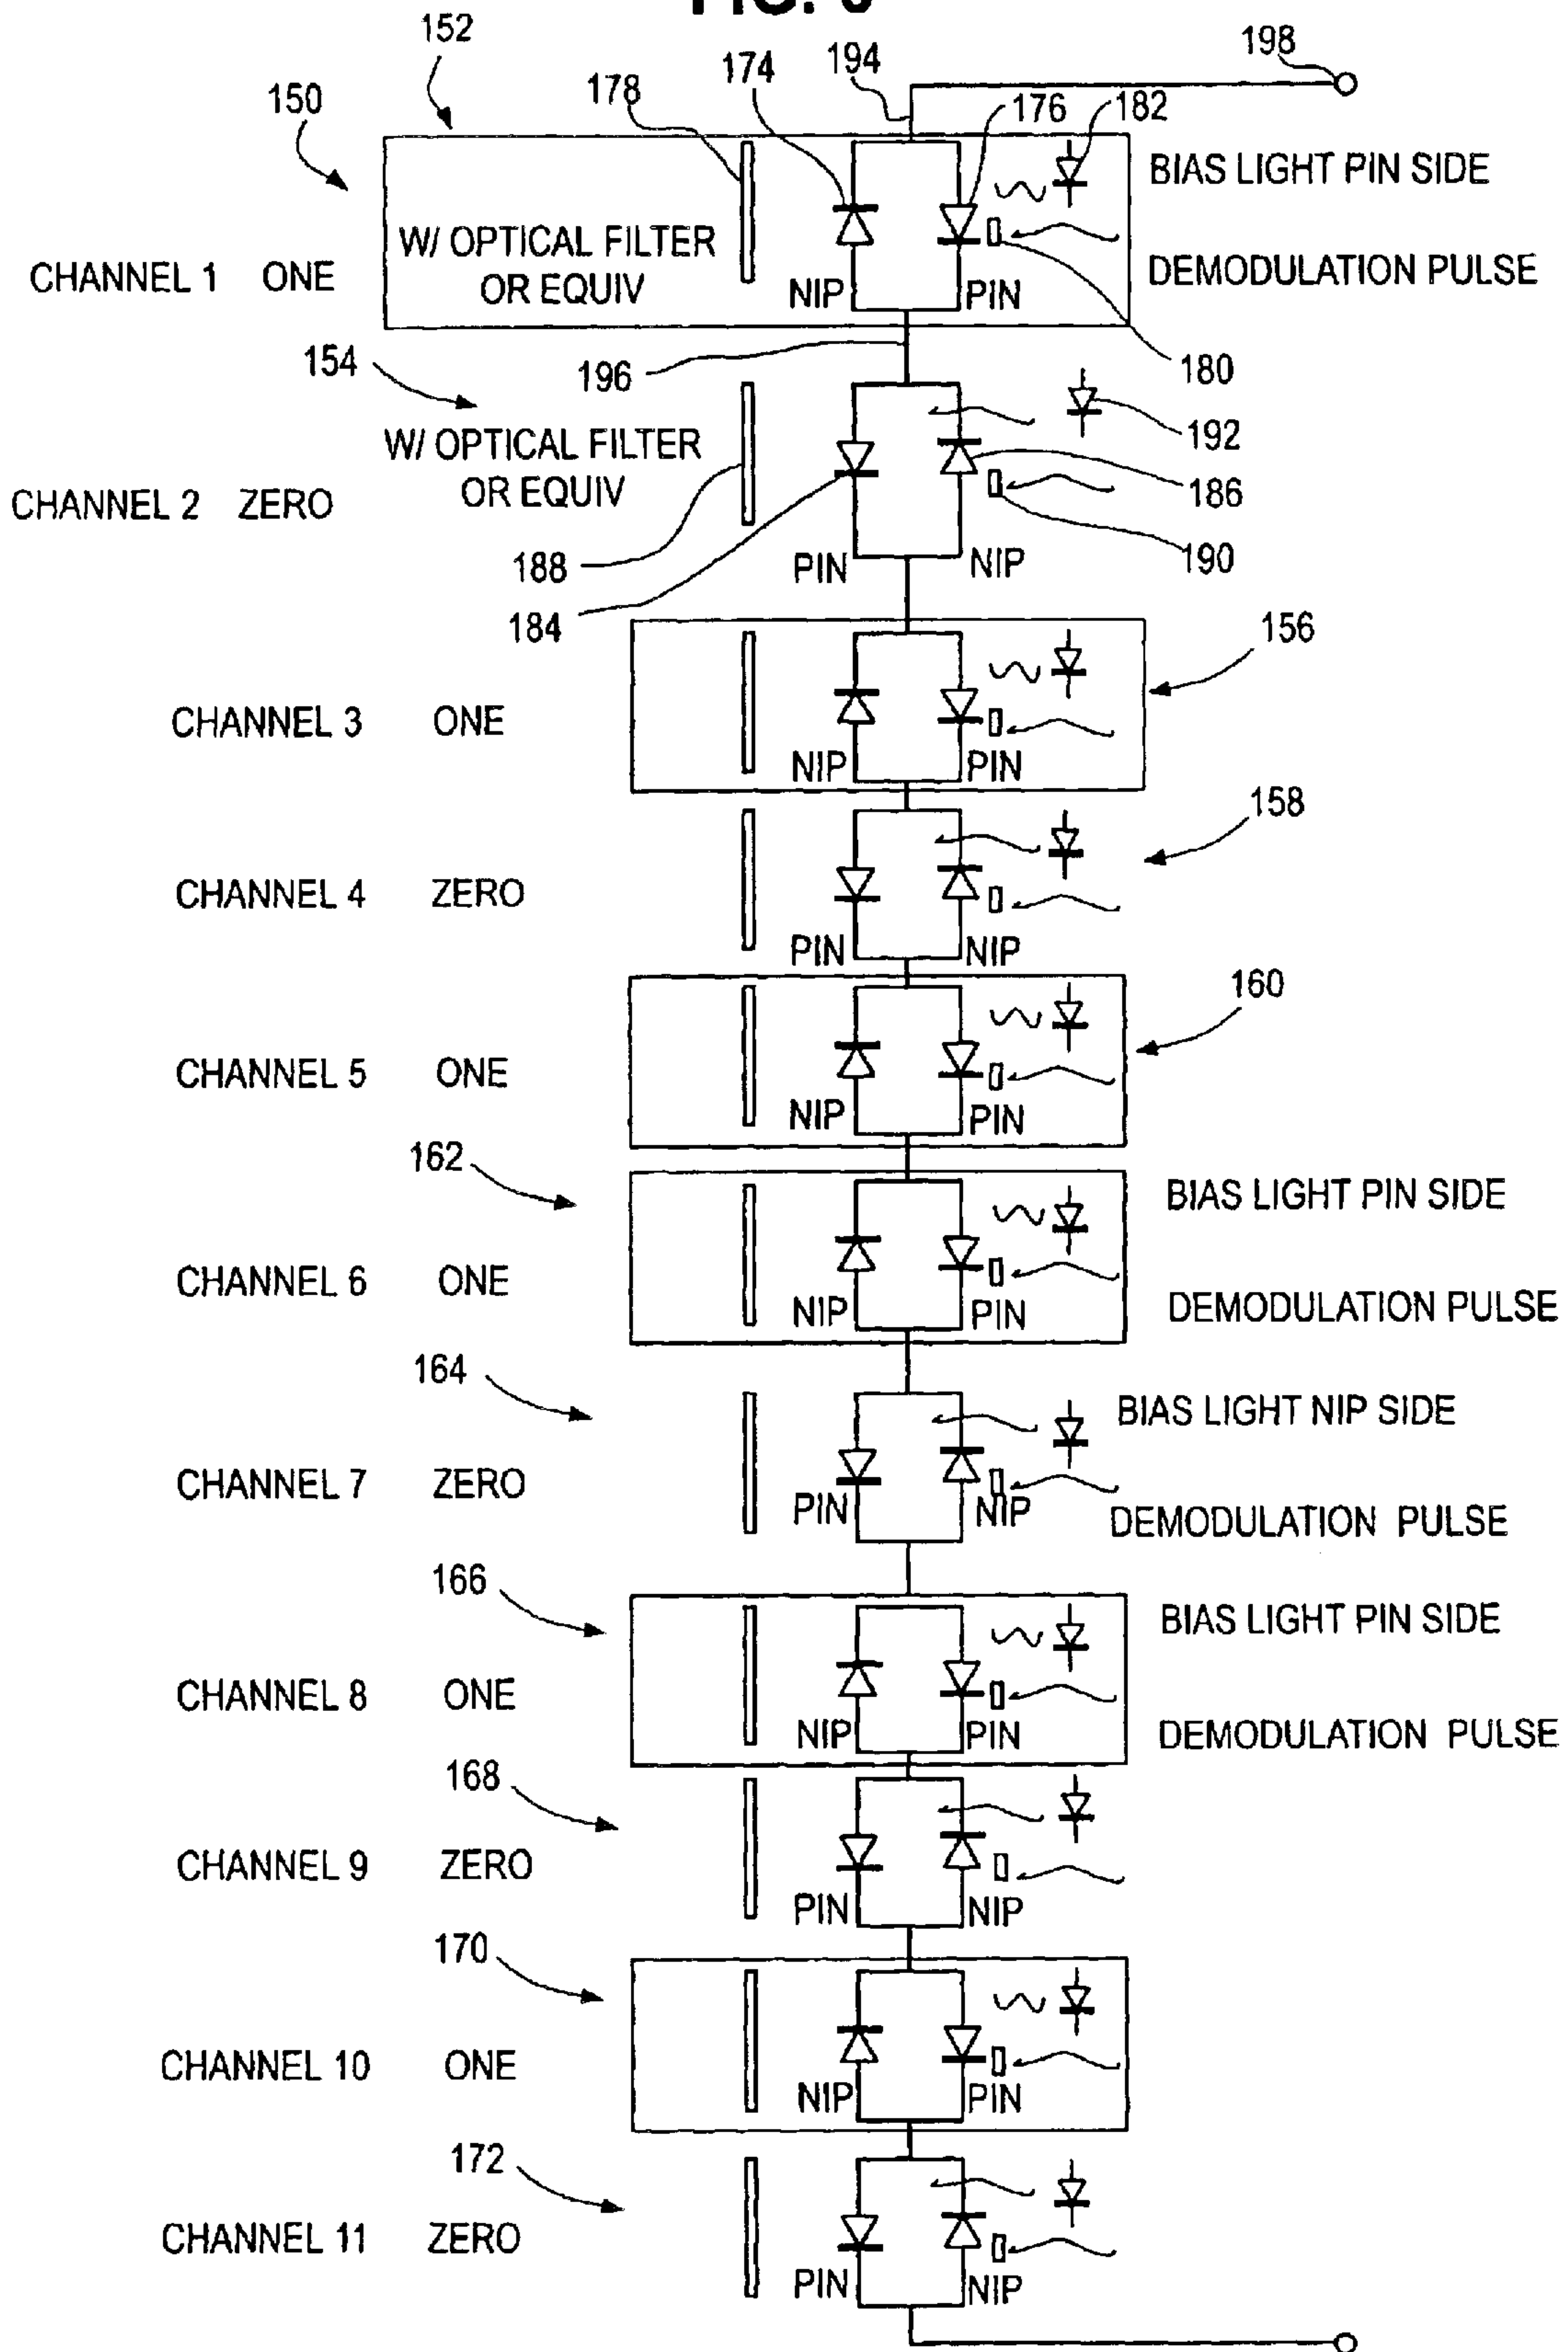 152
198
194
174
178
150
176
182
BIAS LIGHT PIN SIDE
W/ OPTICAL FILTER
OR EQUIV
CHANNEL 1 ONE
NIP
PIN
DEMODULATION PULSE
154
196
180
W/ OPTICAL FILTER
OR EQUIV
192
CHANNEL 2 ZERO
186
188
PIN
NIP
190
184
156
CHANNEL 3 ONE
NIP
PIN
158
CHANNEL 4 ZERO
PIN
NIP
160
CHANNEL 5 ONE
NIP
PIN
162
BIAS LIGHT PIN SIDE
CHANNEL 6 ONE
NIP
PIN
DEMODULATION PULSE
164
BIAS LIGHT NIP SIDE
CHANNEL 7 ZERO
PIN
NIP
DEMODULATION PULSE
166
BIAS LIGHT PIN SIDE
CHANNEL 8 ONE
NIP
PIN
DEMODULATION PULSE
168
CHANNEL 9 ZERO
PIN
NIP
170
CHANNEL 10 ONE
NIP
PIN
172
CHANNEL 11 ZERO
PIN
NIP